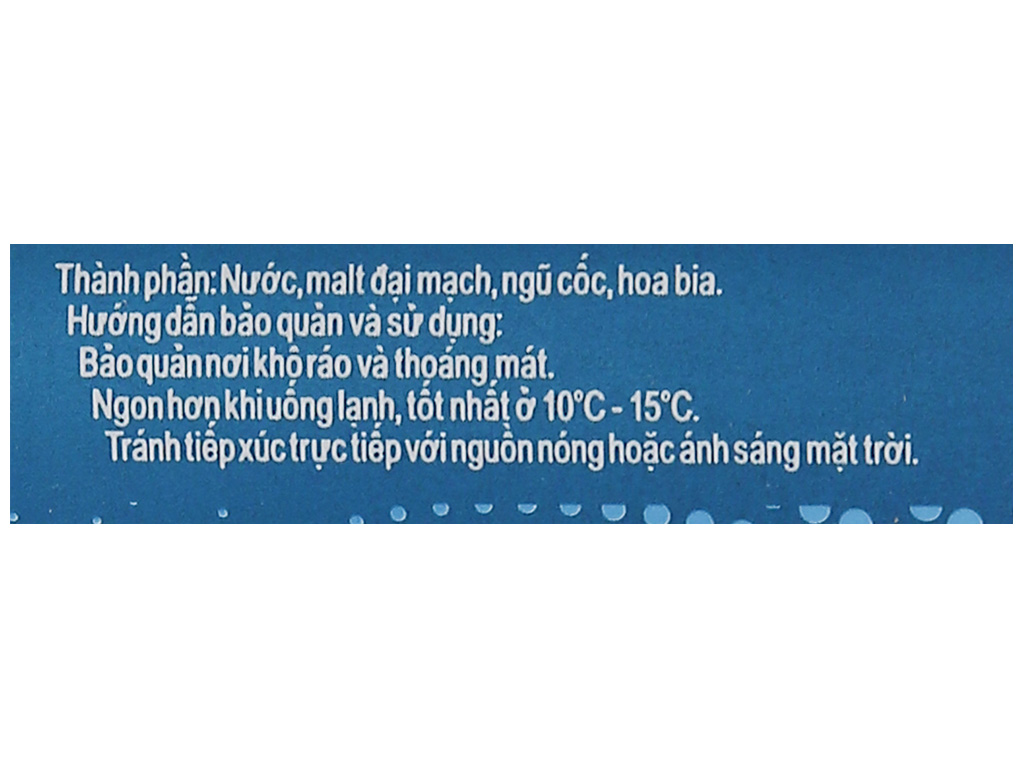 Thành phần: Nước, malt đại mạch, ngũ cốc, hoa bia.
Hướng dẫn bảo quản và sử dụng:
Bảo quản nơi khô ráo và thoáng mát.
Ngon hơn khi uống lạnh, tốt nhất ở 10°C - 15°C.
Tránh tiếp xúc trực tiếp với nguồn nóng hoặc ánh sáng mặt trời.